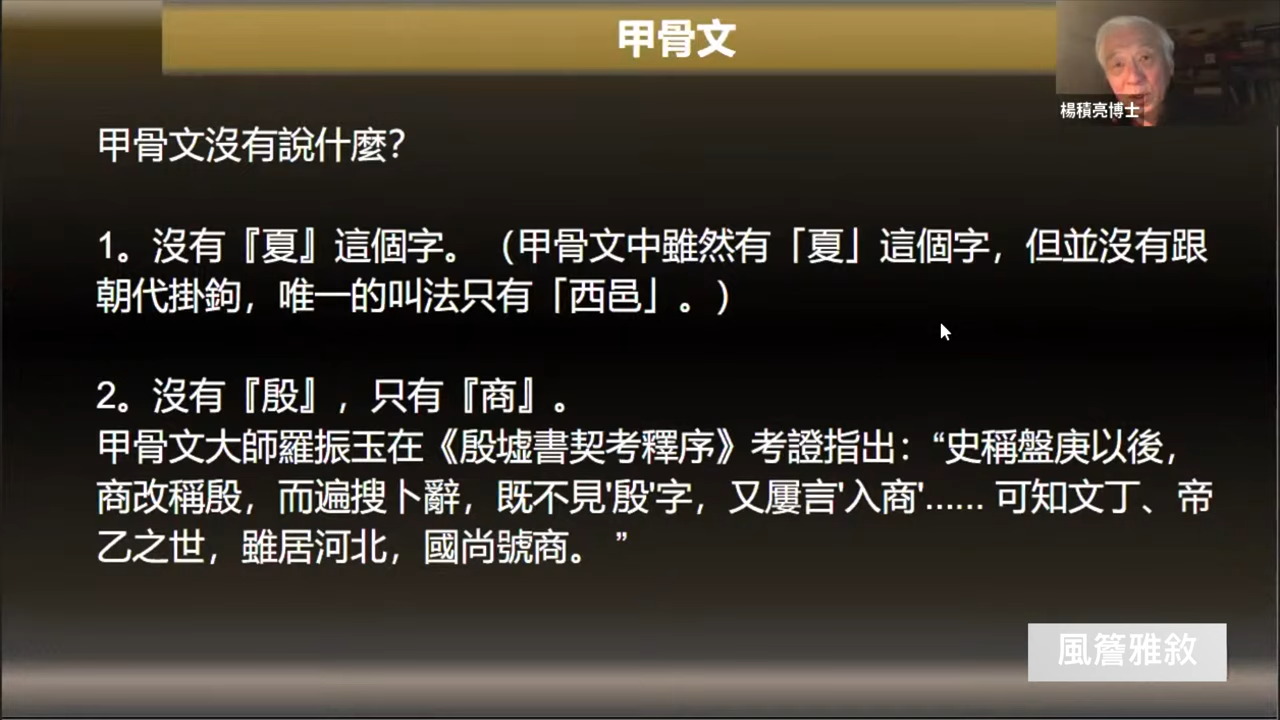 甲骨文
楊積亮博士
甲骨文沒有說什麼?
1。沒有『夏』這個字。（甲骨文中雖然有「夏」這個字，但並沒有跟
朝代掛鉤，唯一的叫法只有「西邑」。）
2。沒有『殷』，只有『商』。
甲骨文大師羅振玉在《殷墟書契考釋序》考證指出：“史稱盤庚以後，
商改稱殷，而遍搜卜辭，既不見'殷'字，又屢言'入商'…… 可知文丁、帝
乙之世，雖居河北，國尚號商。”
風簷雅敘